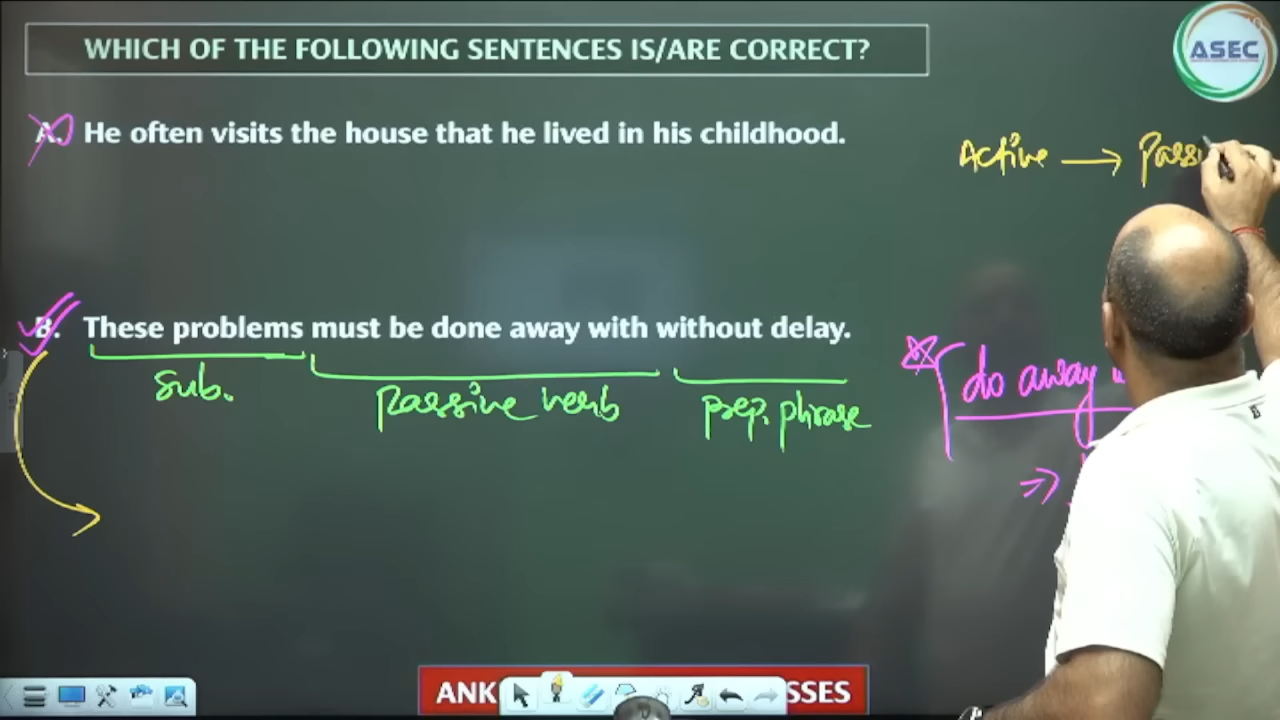 WHICH OF THE FOLLOWING SENTENCES IS/ARE CORRECT?
ASEC
A. He often visits the house that he lived in his childhood.
Active → Passi
B. These problems must be done away with without delay.
Sub.
passive verb
prep. phrase
do away
ANK
SSES